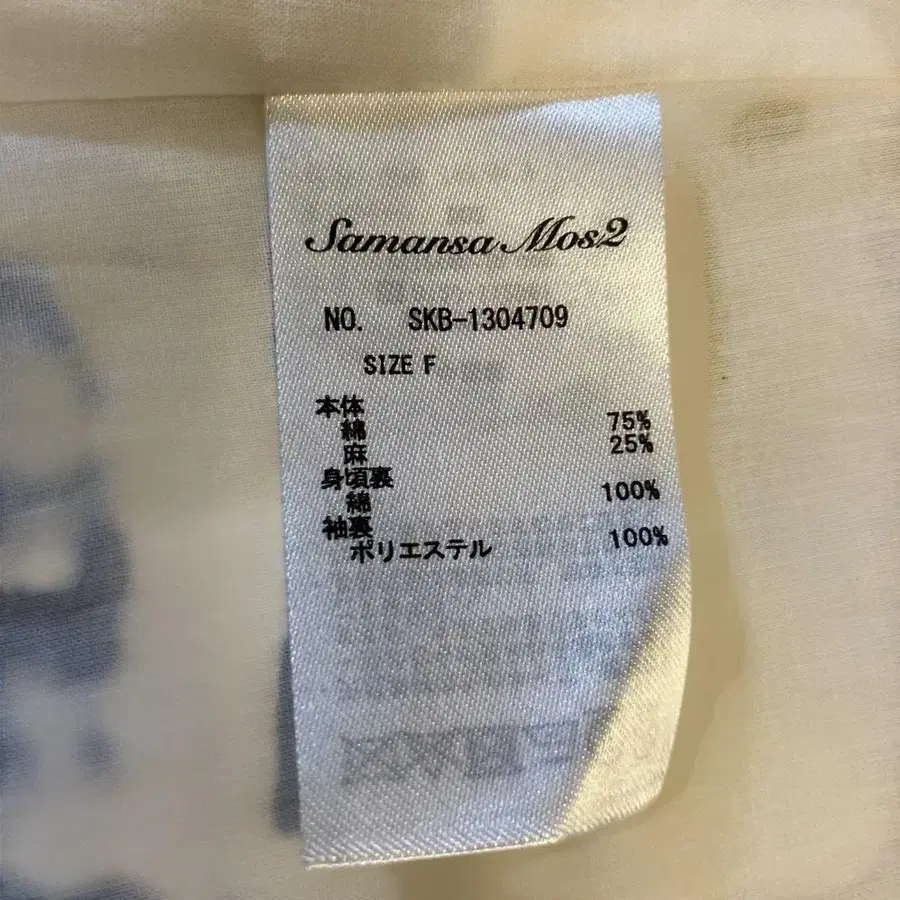 Samansa Mos2
NO. SKB-1304709
SIZE F
本体
綿 75%
麻 25%
身頃裏
綿 100%
袖裏
ポリエステル 100%